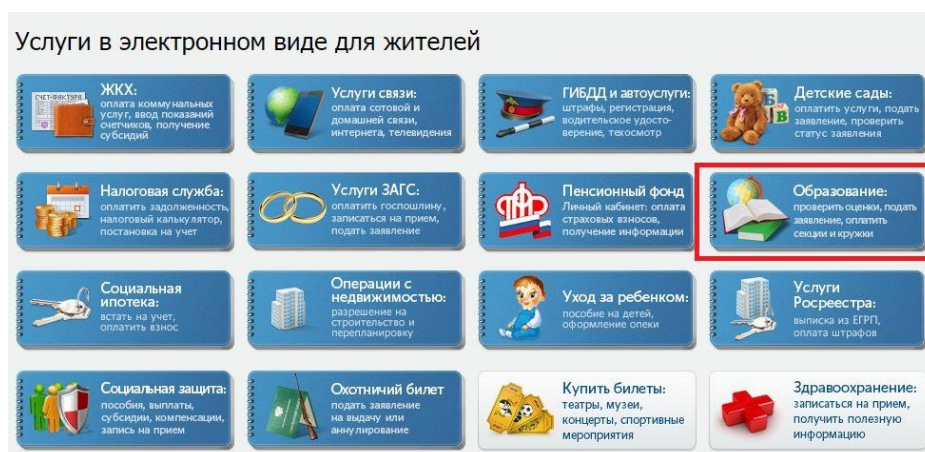 Услуги в электронном виде для жителей
ЖКХ:
оплата коммунальных
услуг, ввод показаний
счетчиков, получение
субсидий
СЧЕТ-ФАКТУРА
Услуги связи:
оплата сотовой и
домашней связи,
интернета, телевидения
ГИБДД и автоуслуги:
штрафы, регистрация,
водительское удосто-
верение, техосмотр
Детские сады:
оплатить услуги, подать
заявление, проверить
статус заявления
Б
В
Налоговая служба:
оплатить задолженность,
налоговый калькулятор,
постановка на учет
Услуги ЗАГС:
оплатить госпошлину,
записаться на прием,
подать заявление
Пенсионный фонд
Личный кабинет: оплата
страховых взносов,
получение информации
Образование:
проверить оценки, подать
заявление, оплатить
секции и кружки
Социальная
ипотека:
встать на учет,
оплатить взнос
Операции с
недвижимостью:
разрешение на
строительство и
перепланировку
Уход за ребенком:
пособие на детей,
оформление опеки
Услуги
Росреестра:
выписка из ЕГРП,
оплата штрафов
Социальная защита:
пособия, выплаты,
субсидии, компенсации,
запись на прием
Охотничий билет
подать заявление
на выдачу или
аннулирование
Купить билеты:
театры, музеи,
концерты, спортивные
мероприятия
Здравоохранение:
записаться на прием,
получить полезную
информацию